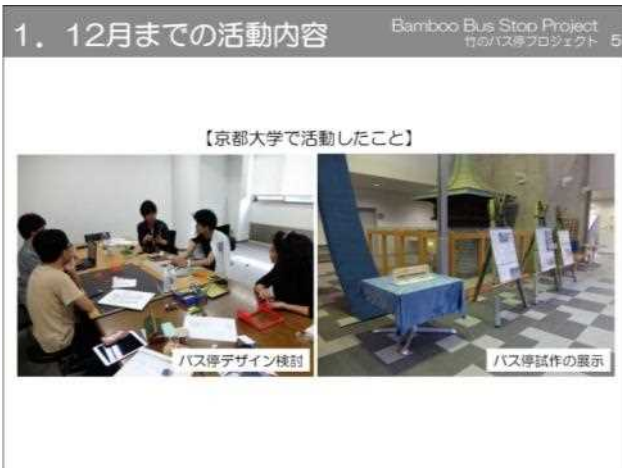 1. 12月までの活動内容
Bamboo Bus Stop Project
竹のバス停プロジェクト 5
【京都大学で活動したこと】
バス停デザイン検討
バス停試作の展示